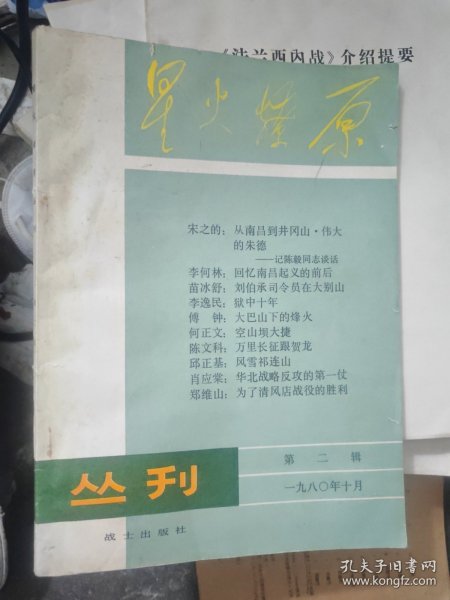 《法兰西内战》介绍提要
星火燎原
宋之的：从南昌到井冈山·伟大
的朱德
——记陈毅同志谈话
李何林：回忆南昌起义的前后
苗冰舒：刘伯承司令员在大别山
李逸民：狱中十年
傅 钟：大巴山下的烽火
何正文：空山坝大捷
陈文科：万里长征跟贺龙
邱正基：风雪祁连山
肖应棠：华北战略反攻的第一仗
郑维山：为了清风店战役的胜利
丛刊
第二辑
一九八〇年十月
战士出版社
孔夫子旧书网
www.kongfz.com